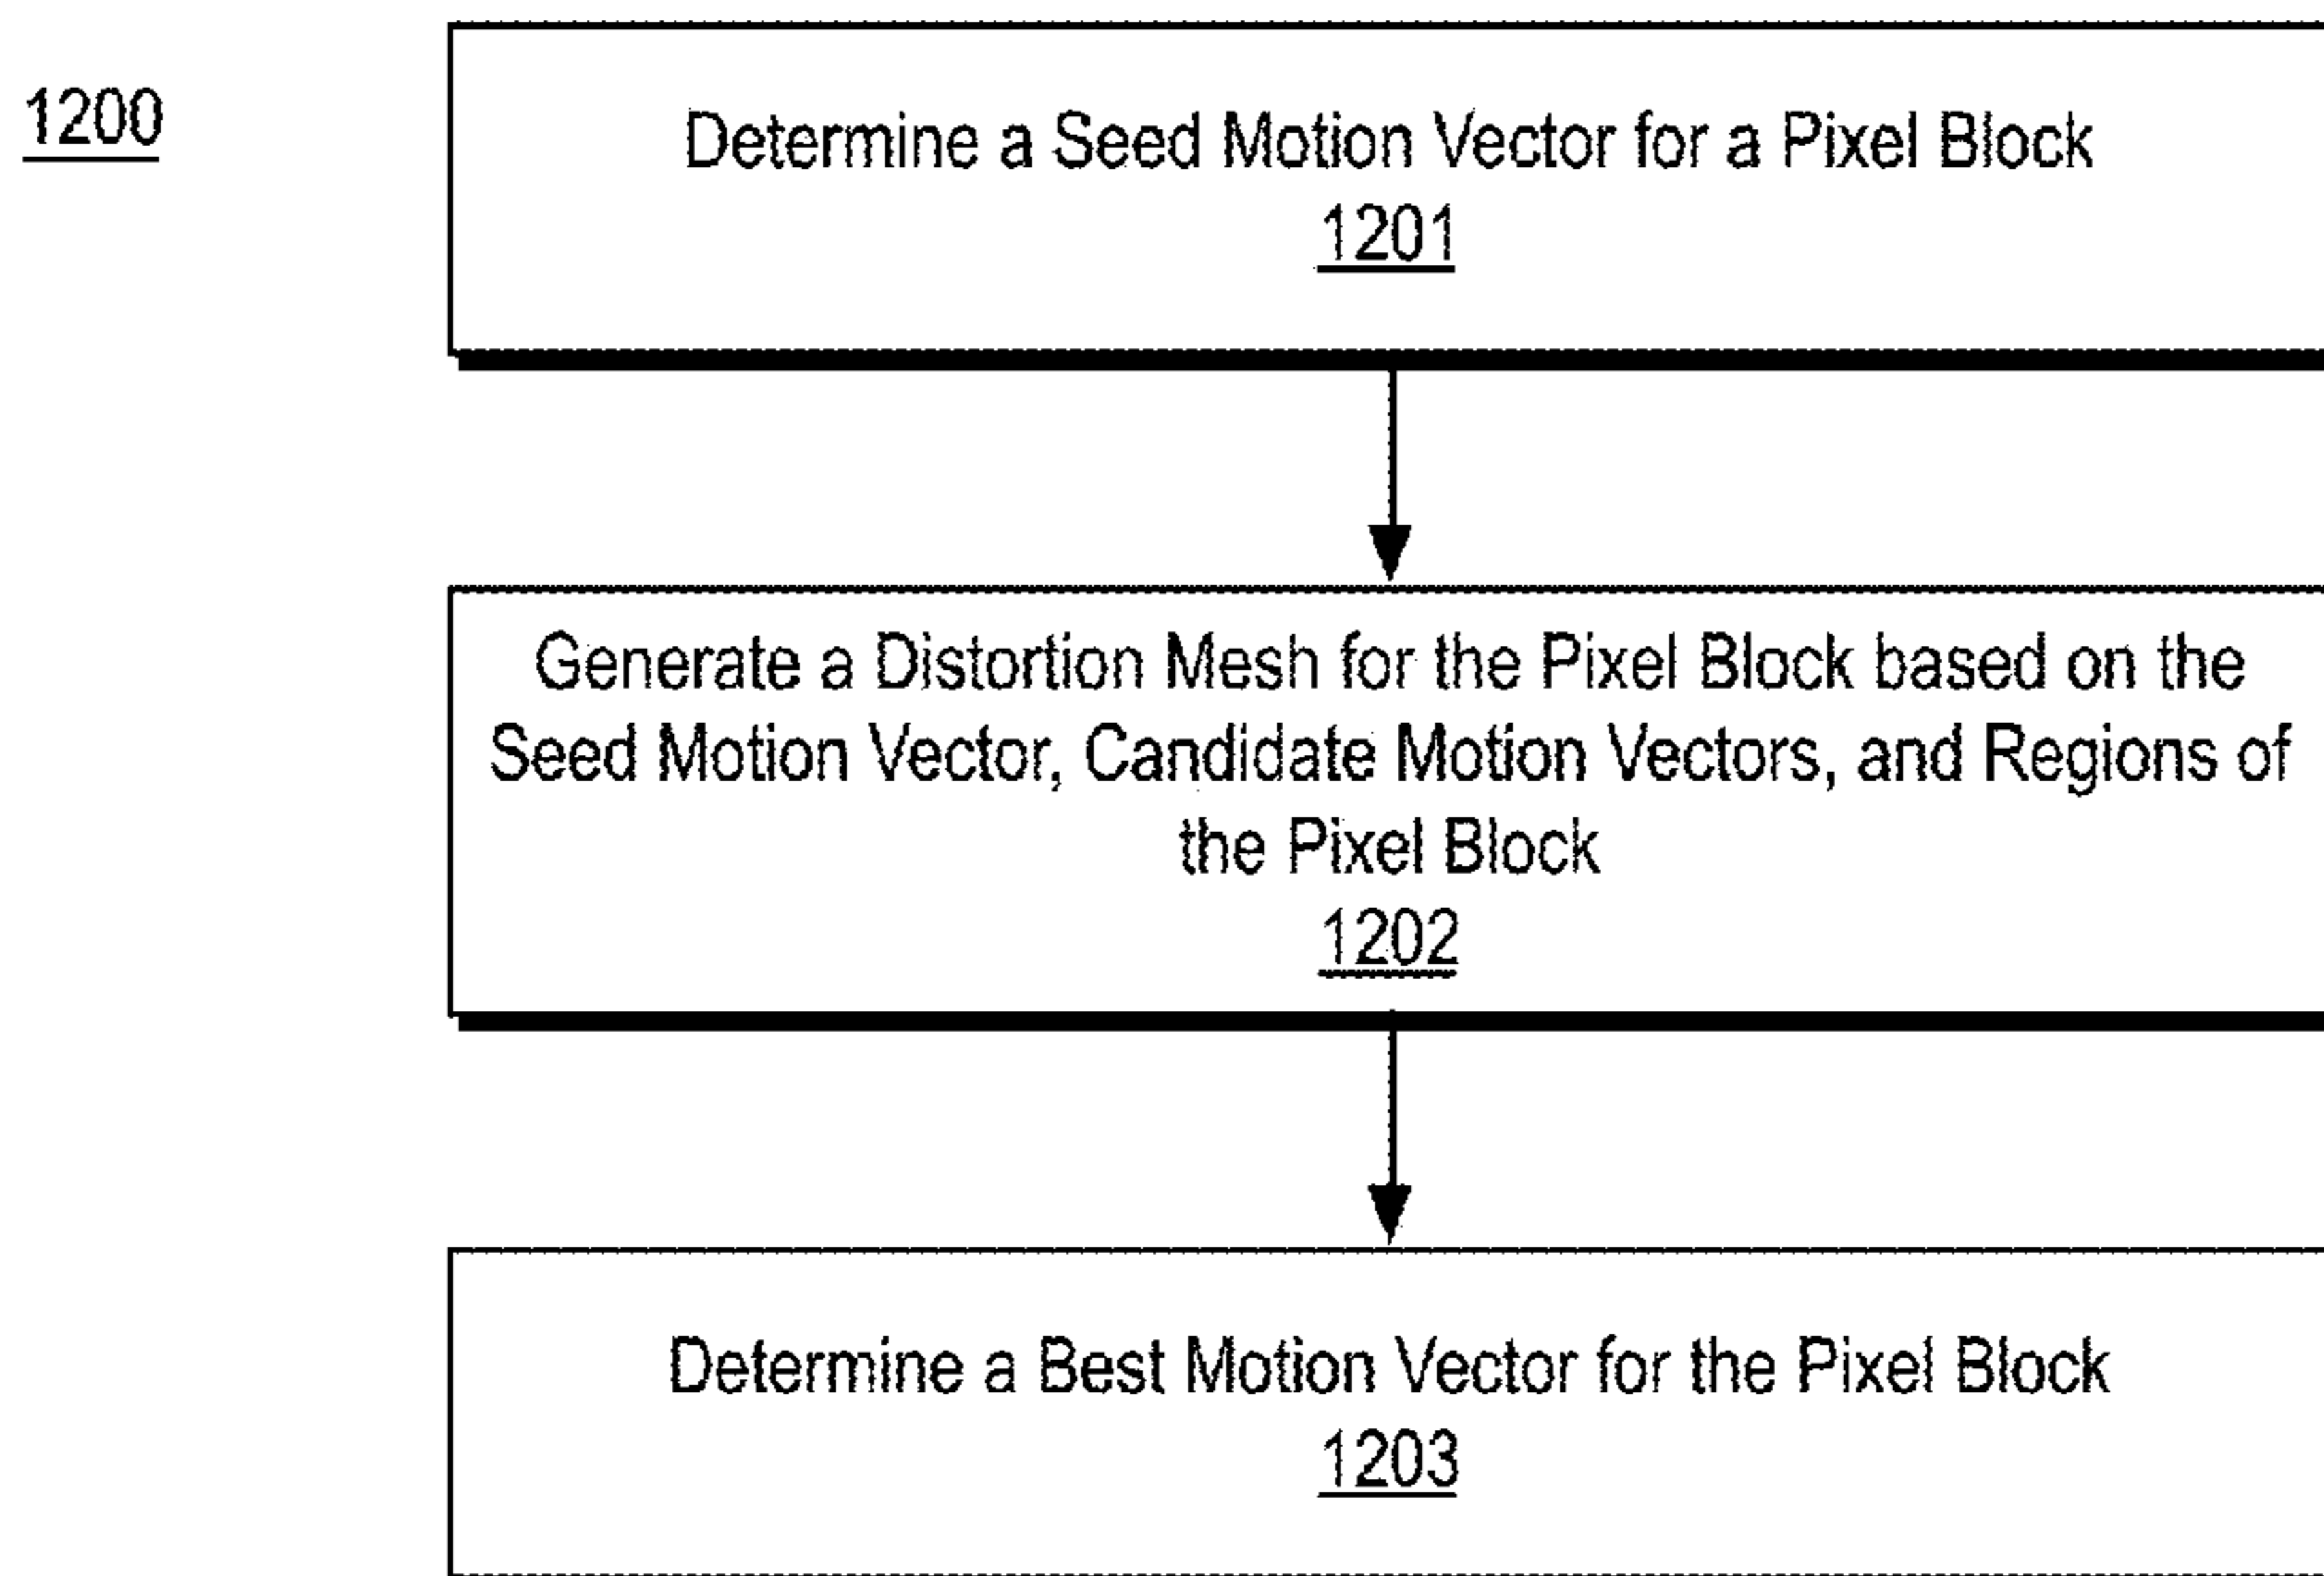 1200
Determine a Seed Motion Vector for a Pixel Block
1201
Generate a Distortion Mesh for the Pixel Block based on the
Seed Motion Vector, Candidate Motion Vectors, and Regions of
the Pixel Block
1202
Determine a Best Motion Vector for the Pixel Block
1203